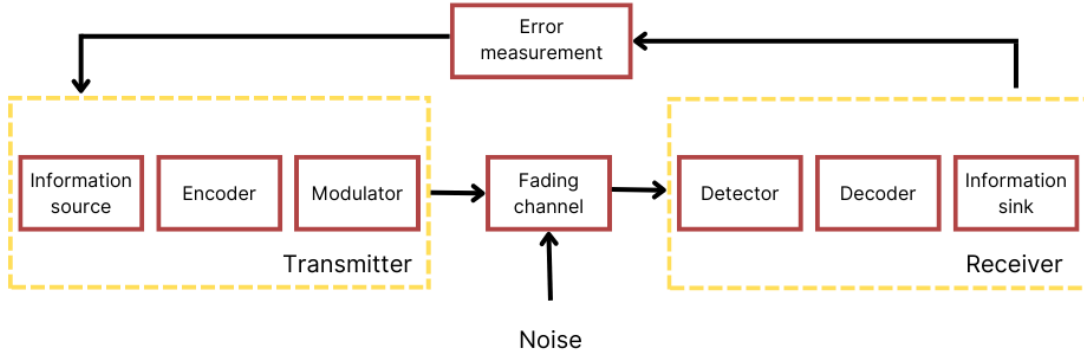 Error
measurement
Information
source
Encoder
Modulator
Fading
channel
Detector
Decoder
Information
sink
Transmitter
Receiver
Noise